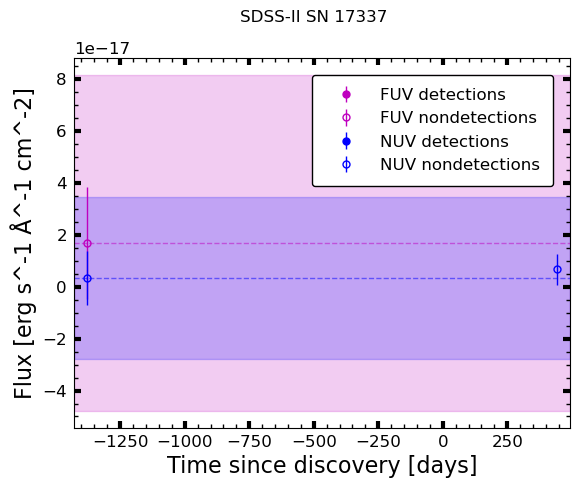 SDSS-II SN 17337
1e−17
8
6
4
2
0
−2
−4
FUV detections
FUV nondetections
NUV detections
NUV nondetections
Flux [erg s^-1 Å^-1 cm^-2]
−1250 −1000 −750 −500 −250 0 250
Time since discovery [days]